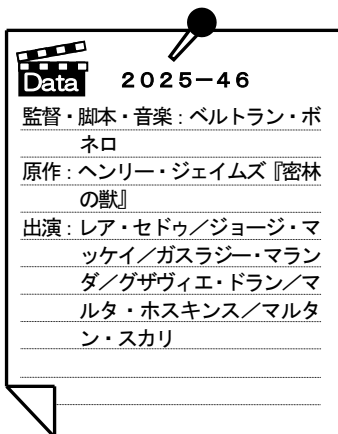 Data 2025-46
監督・脚本・音楽：ベルトラン・ボ
ネロ
原作：ヘンリー・ジェイムズ『密林
の獣』
出演：レア・セドゥ／ジョージ・マ
ッケイ／ガスラジー・マラン
ダ／グザヴィエ・ドラン／マ
ルタ・ホスキンス／マルタ
ン・スカリ